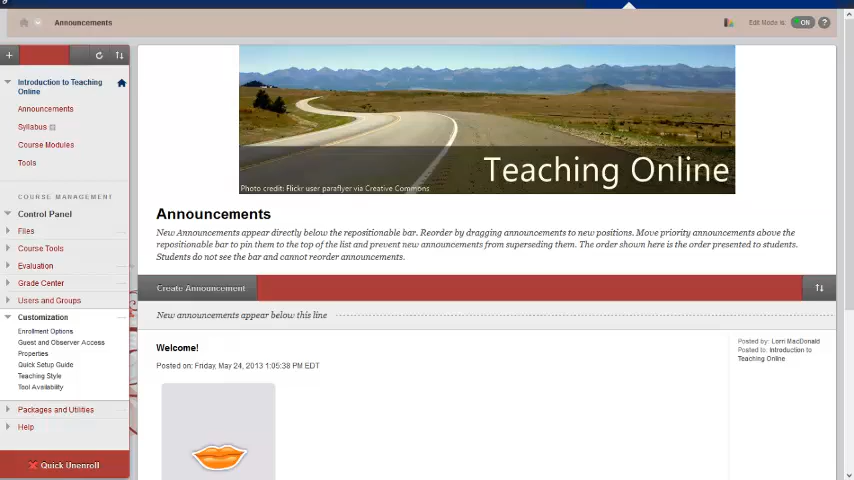 Announcements
Edit Mode is:
ON
?
Introduction to Teaching
Online
Announcements
Syllabus
Course Modules
Tools
COURSE MANAGEMENT
Control Panel
Files
Course Tools
Evaluation
Grade Center
Users and Groups
Customization
Enrollment Options
Guest and Observer Access
Properties
Quick Setup Guide
Teaching Style
Tool Availability
Packages and Utilities
Help
Quick Unenroll
Teaching Online
Photo credit: Flickr user paraflyer via Creative Commons
Announcements
New Announcements appear directly below the repositionable bar. Reorder by dragging announcements to new positions. Move priority announcements above the
repositionable bar to pin them to the top of the list and prevent new announcements from superseding them. The order shown here is the order presented to students.
Students do not see the bar and cannot reorder announcements.
Create Announcement
New announcements appear below this line
Welcome!
Posted on: Friday, May 24, 2013 1:05:38 PM EDT
Posted by: Lorri MacDonald
Posted to: Introduction to
Teaching Online